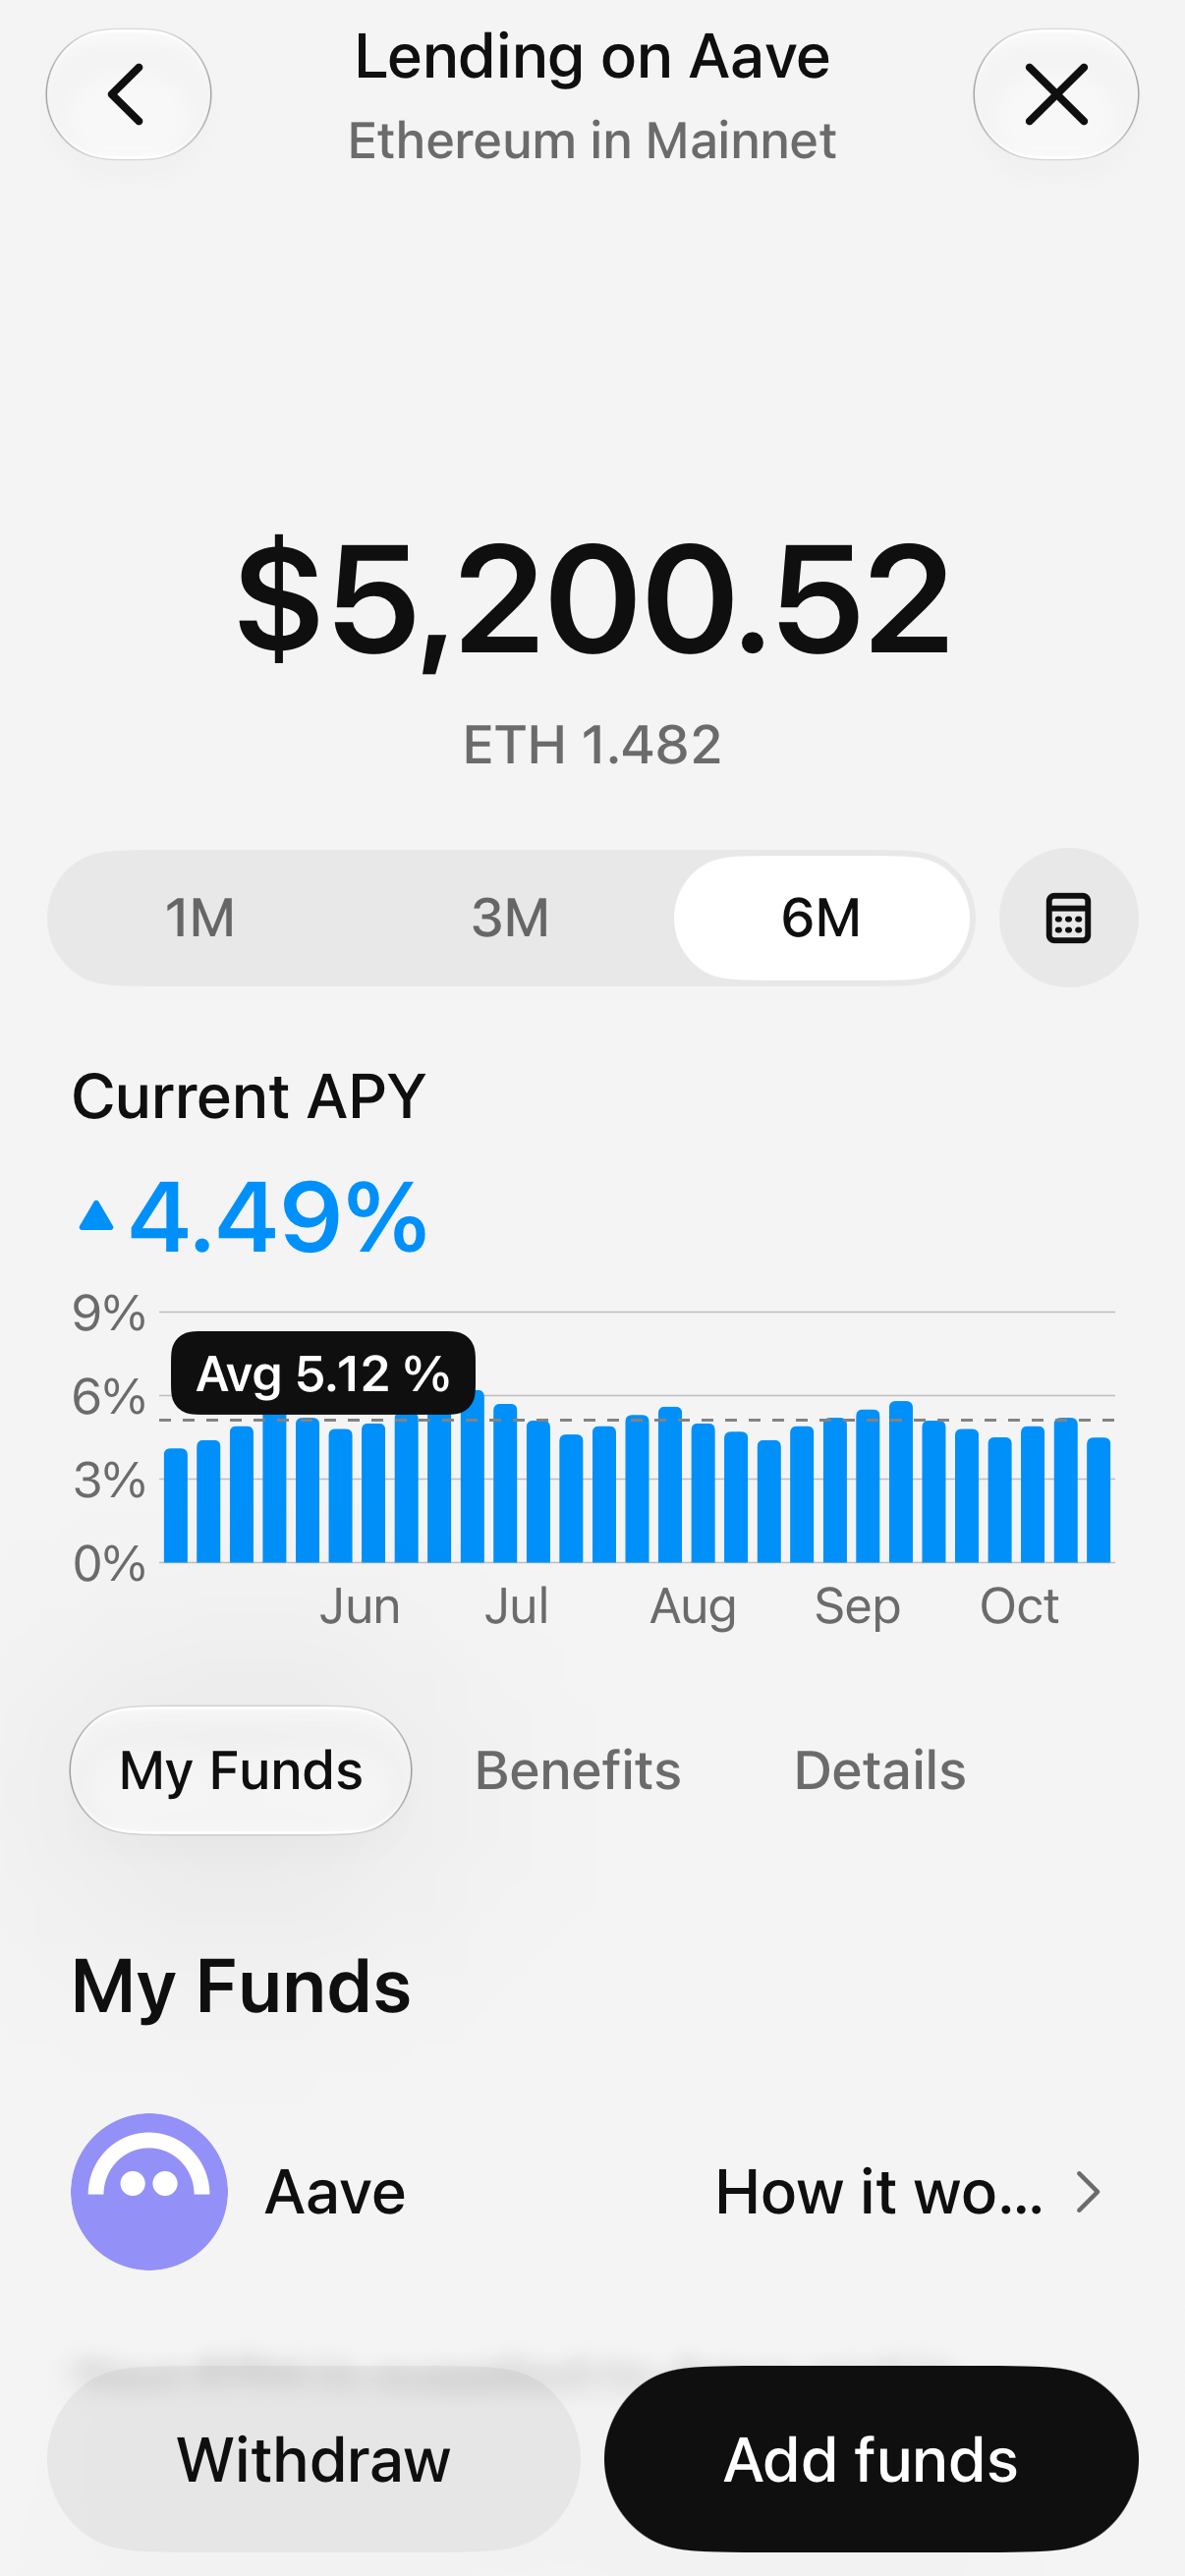 Lending on Aave
Ethereum in Mainnet
$5,200.52
ETH 1.482
1M 3M 6M
Current APY
4.49%
9%
Avg 5.12 %
6%
3%
0%
Jun Jul Aug Sep Oct
My Funds Benefits Details
My Funds
Aave How it wo...
Withdraw Add funds